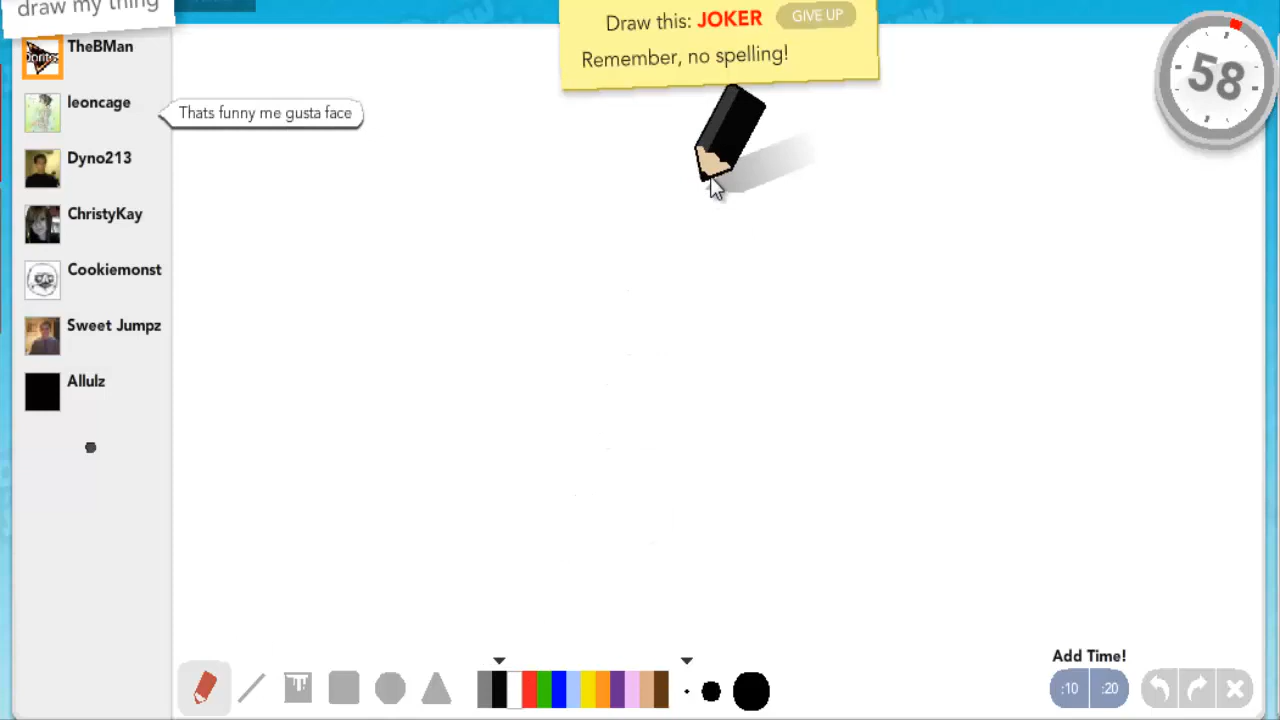 draw my thing
Draw this: JOKER
GIVE UP
Remember, no spelling!
58
Doritos
TheBMan
leoncage
Thats funny me gusta face
Dyno213
ChristyKay
Cookiemonst
Sweet Jumpz
Allulz
Add Time!
:10
:20